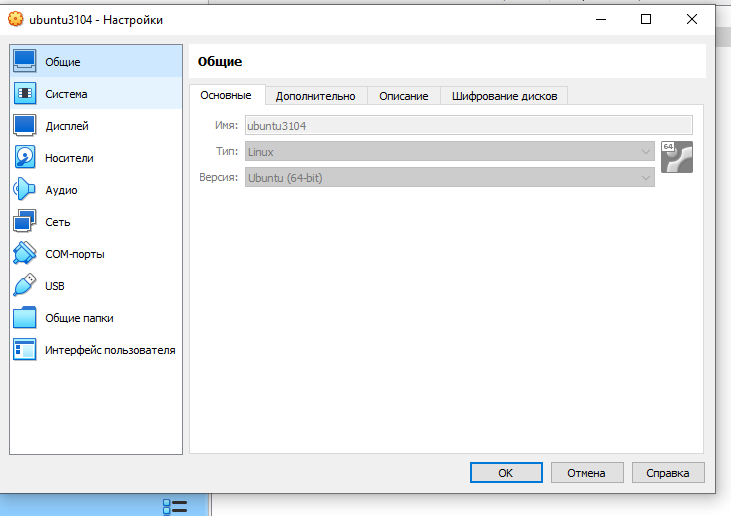 ubuntu3104 - Настройки
Общие
Система
Дисплей
Носители
Аудио
Сеть
COM-порты
USB
Общие папки
Интерфейс пользователя
Общие
Основные
Дополнительно
Описание
Шифрование дисков
Имя: ubuntu3104
Тип: Linux
64
Версия: Ubuntu (64-bit)
OK
Отмена
Справка